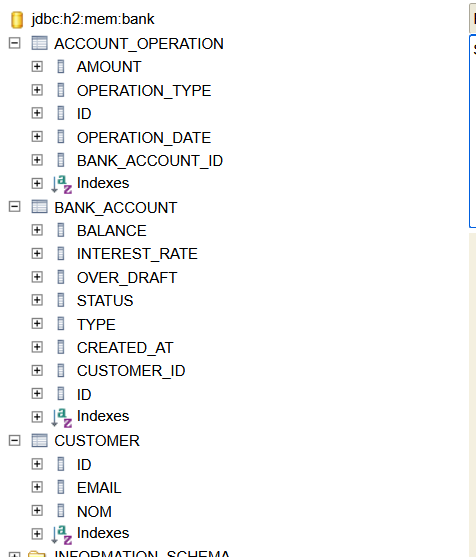 jdbc:h2:mem:bank
ACCOUNT_OPERATION
AMOUNT
OPERATION_TYPE
ID
OPERATION_DATE
BANK_ACCOUNT_ID
Indexes
BANK_ACCOUNT
BALANCE
INTEREST_RATE
OVER_DRAFT
STATUS
TYPE
CREATED_AT
CUSTOMER_ID
ID
Indexes
CUSTOMER
ID
EMAIL
NOM
Indexes
INFORMATION_SCHEMA